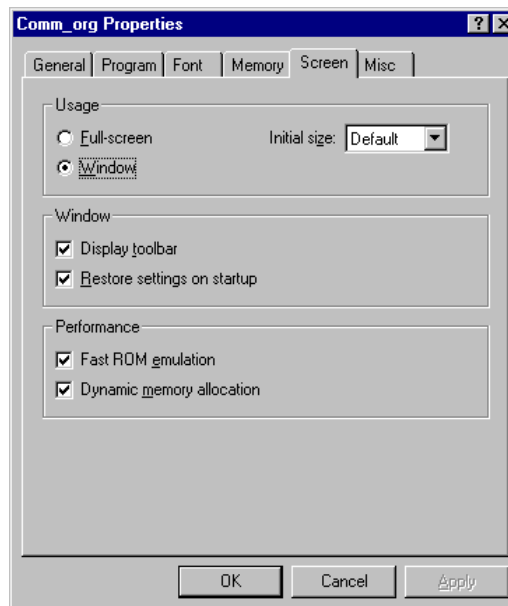 Comm_org Properties
General Program Font Memory Screen Misc
Usage
Full-screen Initial size: Default
Window
Window
Display toolbar
Restore settings on startup
Performance
Fast ROM emulation
Dynamic memory allocation
OK Cancel Apply